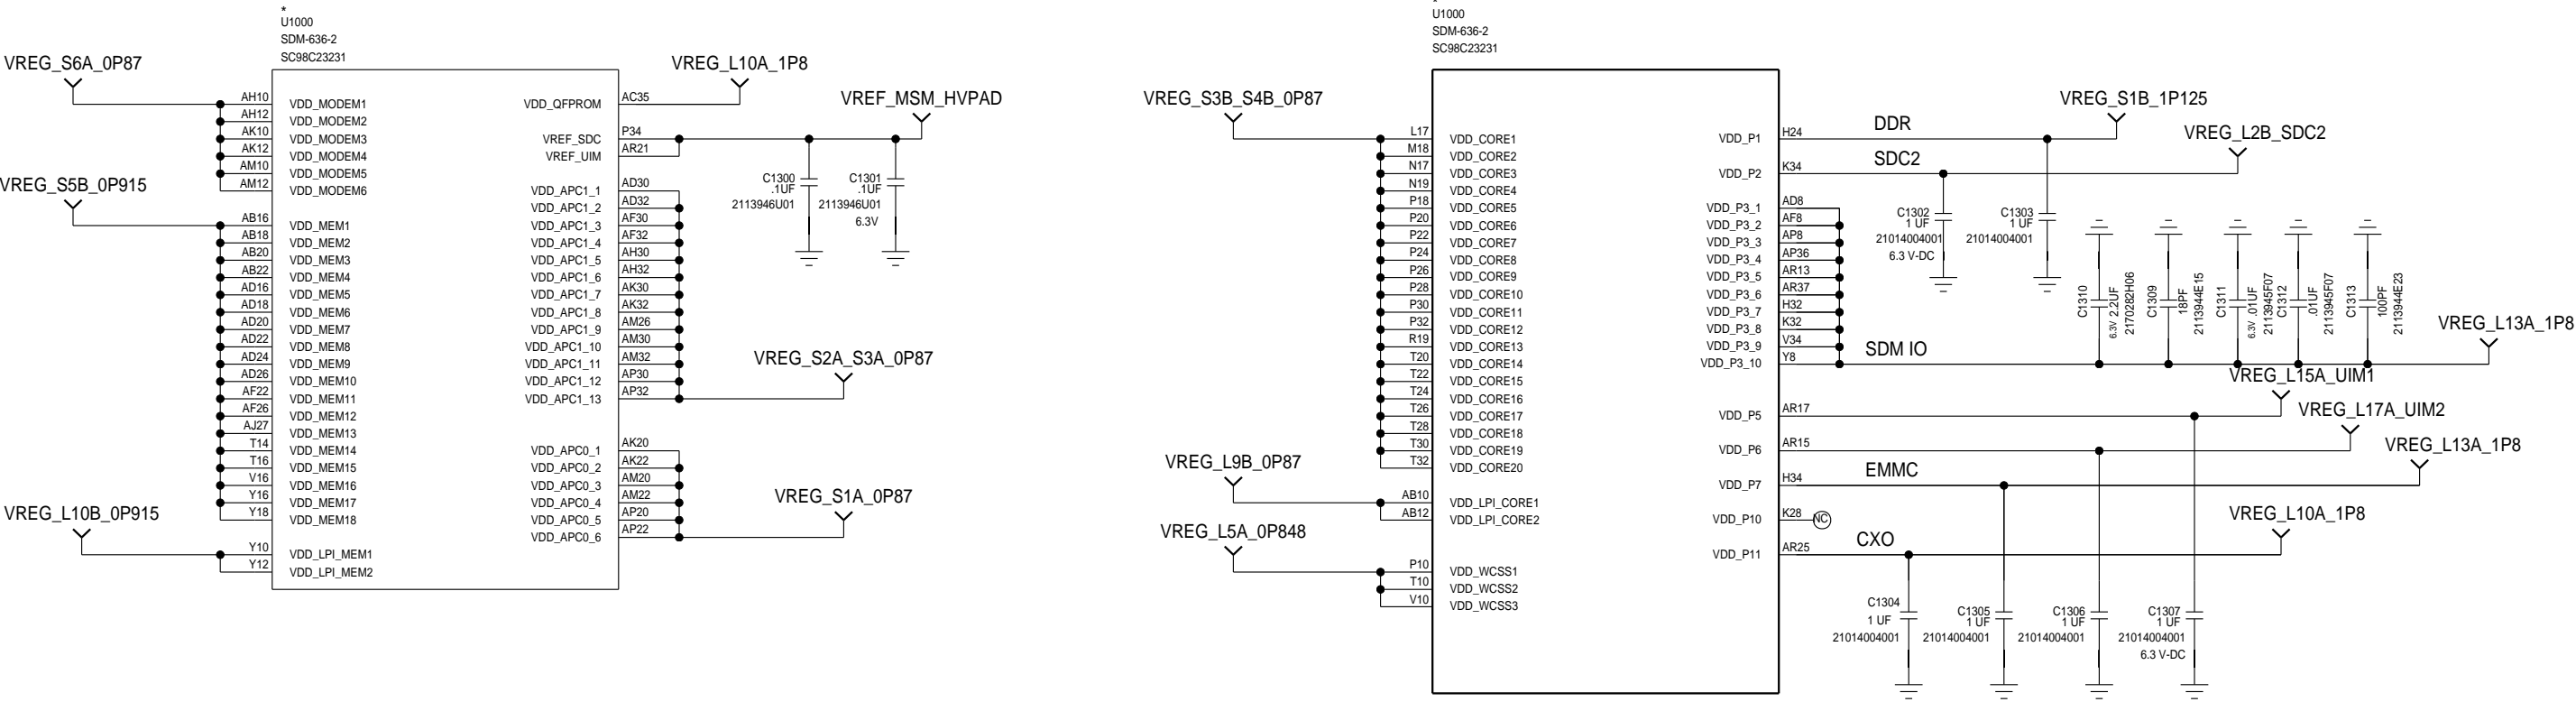 *
U1000
SDM-636-2
SC98C23231
VREG_S6A_0P87
VREG_S5B_0P915
VREG_L10B_0P915
AH10 VDD_MODEM1
AH12 VDD_MODEM2
AK10 VDD_MODEM3
AK12 VDD_MODEM4
AM10 VDD_MODEM5
AM12 VDD_MODEM6
AB16 VDD_MEM1
AB18 VDD_MEM2
AB20 VDD_MEM3
AB22 VDD_MEM4
AD16 VDD_MEM5
AD18 VDD_MEM6
AD20 VDD_MEM7
AD22 VDD_MEM8
AD24 VDD_MEM9
AD26 VDD_MEM10
AF22 VDD_MEM11
AF26 VDD_MEM12
AJ27 VDD_MEM13
T14 VDD_MEM14
T16 VDD_MEM15
V16 VDD_MEM16
Y16 VDD_MEM17
Y18 VDD_MEM18
Y10 VDD_LPI_MEM1
Y12 VDD_LPI_MEM2
VDD_QFPROM AC35
VREF_SDC P34
VREF_UIM AR21
VDD_APC1_1 AD30
VDD_APC1_2 AD32
VDD_APC1_3 AF30
VDD_APC1_4 AF32
VDD_APC1_5 AH30
VDD_APC1_6 AH32
VDD_APC1_7 AK30
VDD_APC1_8 AK32
VDD_APC1_9 AM26
VDD_APC1_10 AM30
VDD_APC1_11 AM32
VDD_APC1_12 AP30
VDD_APC1_13 AP32
VDD_APC0_1 AK20
VDD_APC0_2 AK22
VDD_APC0_3 AM20
VDD_APC0_4 AM22
VDD_APC0_5 AP20
VDD_APC0_6 AP22
VREG_L10A_1P8
VREF_MSM_HVPAD
C1300
.1UF
2113946U01
C1301
.1UF
2113946U01
6.3V
VREG_S2A_S3A_0P87
VREG_S1A_0P87
*
U1000
SDM-636-2
SC98C23231
VREG_S3B_S4B_0P87
VREG_L9B_0P87
VREG_L5A_0P848
L17 VDD_CORE1
M18 VDD_CORE2
N17 VDD_CORE3
N19 VDD_CORE4
P18 VDD_CORE5
P20 VDD_CORE6
P22 VDD_CORE7
P24 VDD_CORE8
P26 VDD_CORE9
P28 VDD_CORE10
P30 VDD_CORE11
P32 VDD_CORE12
R19 VDD_CORE13
T20 VDD_CORE14
T22 VDD_CORE15
T24 VDD_CORE16
T26 VDD_CORE17
T28 VDD_CORE18
T30 VDD_CORE19
T32 VDD_CORE20
AB10 VDD_LPI_CORE1
AB12 VDD_LPI_CORE2
P10 VDD_WCSS1
T10 VDD_WCSS2
V10 VDD_WCSS3
VDD_P1 H24 DDR
VDD_P2 K34 SDC2
VDD_P3_1 AD8
VDD_P3_2 AF8
VDD_P3_3 AP8
VDD_P3_4 AP36
VDD_P3_5 AR13
VDD_P3_6 AR37
VDD_P3_7 H32
VDD_P3_8 K32
VDD_P3_9 V34
VDD_P3_10 Y8 SDM IO
VDD_P5 AR17
VDD_P6 AR15
VDD_P7 H34 EMMC
VDD_P10 K28 NC
VDD_P11 AR25 CXO
VREG_S1B_1P125
VREG_L2B_SDC2
C1302
1 UF
21014004001
6.3 V-DC
C1303
1 UF
21014004001
C1310
6.3V 2.2UF
2170282H06
C1309
18PF
2113944E15
C1311
6.3V .01UF
2113945F07
C1312
.01UF
2113945F07
C1313
100PF
2113944E23
VREG_L13A_1P8
VREG_L15A_UIM1
VREG_L17A_UIM2
VREG_L13A_1P8
VREG_L10A_1P8
C1304
1 UF
21014004001
C1305
1 UF
21014004001
C1306
1 UF
21014004001
C1307
1 UF
21014004001
6.3 V-DC